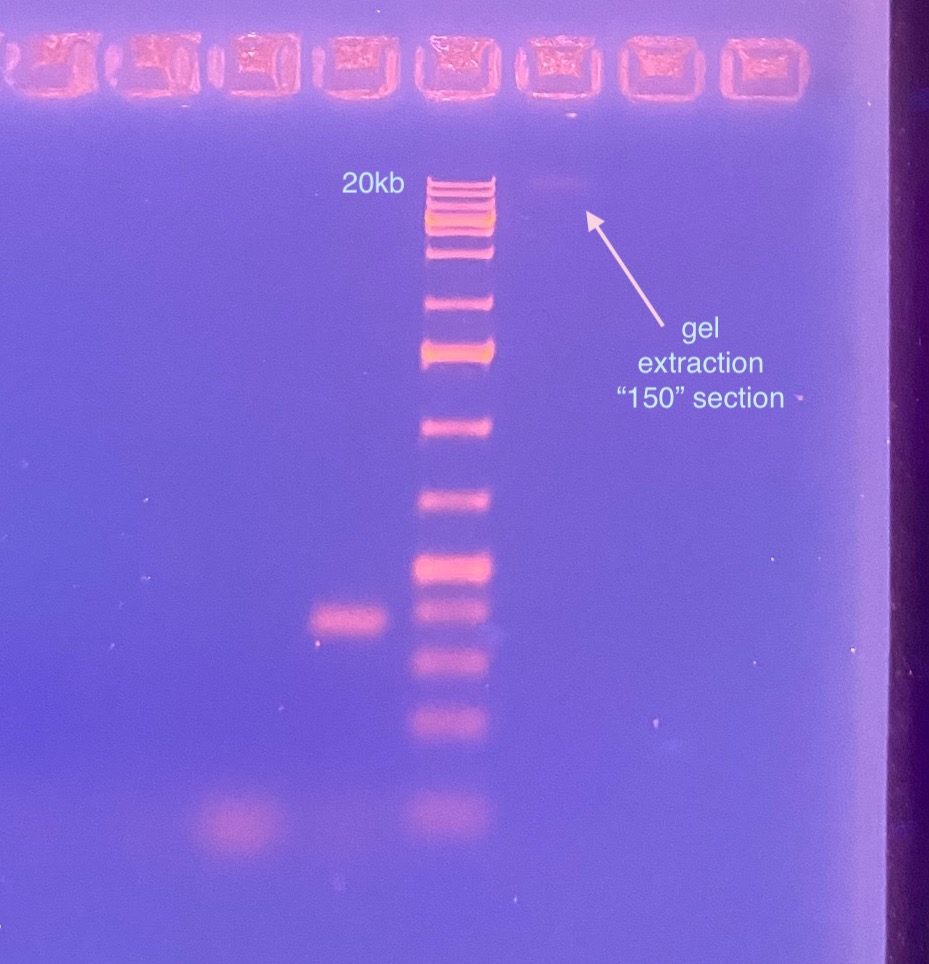 20kb
gel
extraction
“150” section